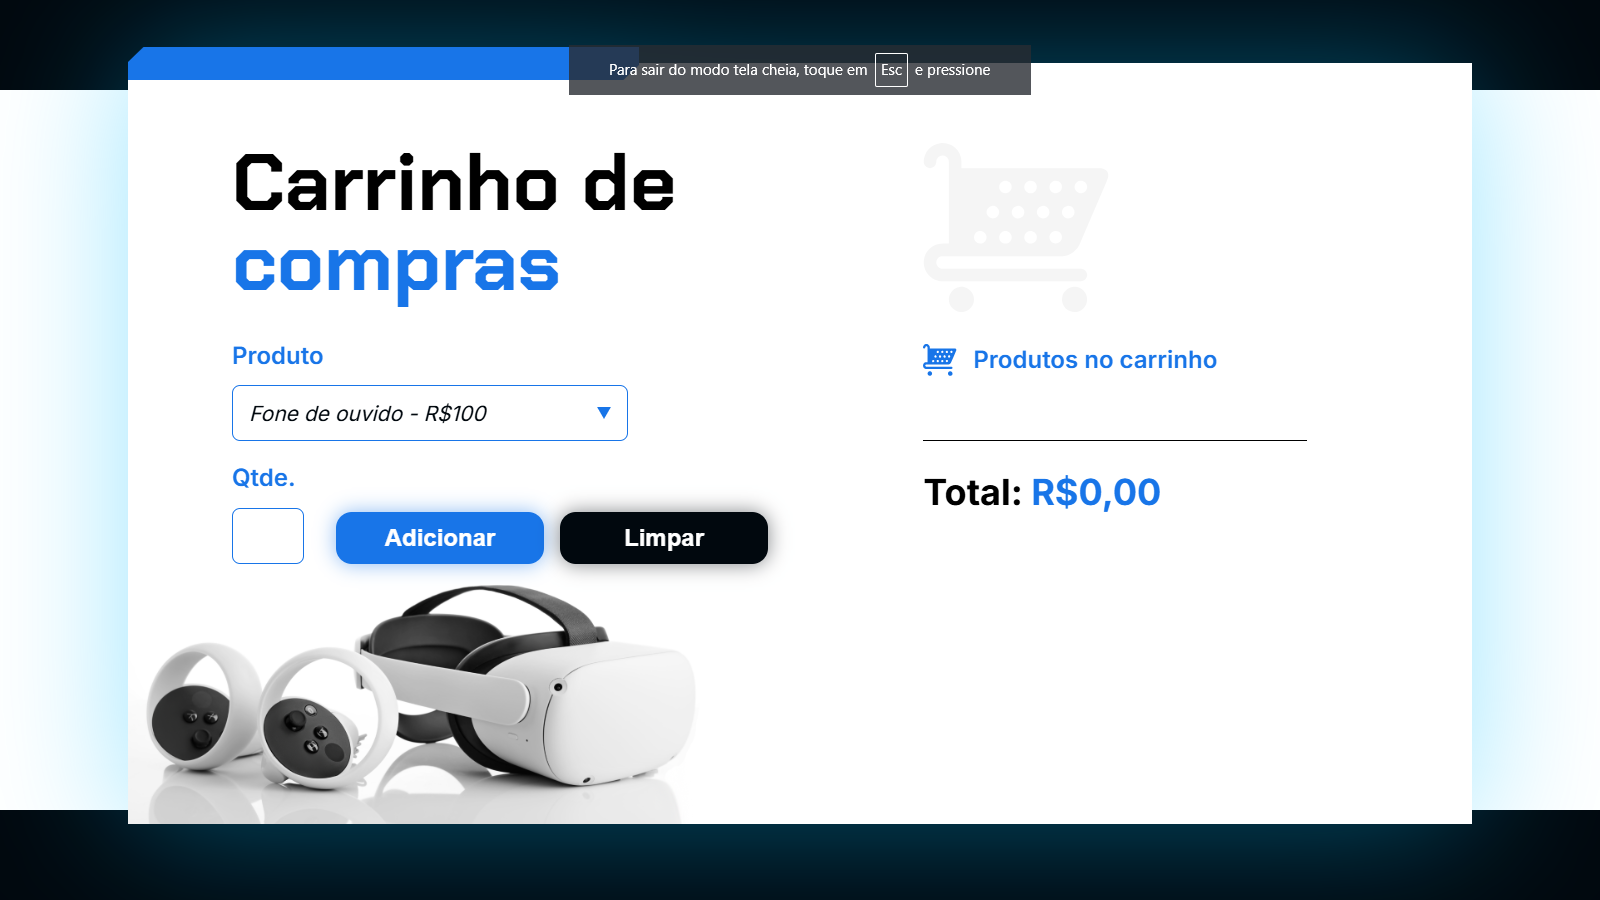 Para sair do modo tela cheia, toque em Esc e pressione
Carrinho de
compras
Produto
Fone de ouvido - R$100
Qtde.
Adicionar
Limpar
Produtos no carrinho
Total: R$0,00